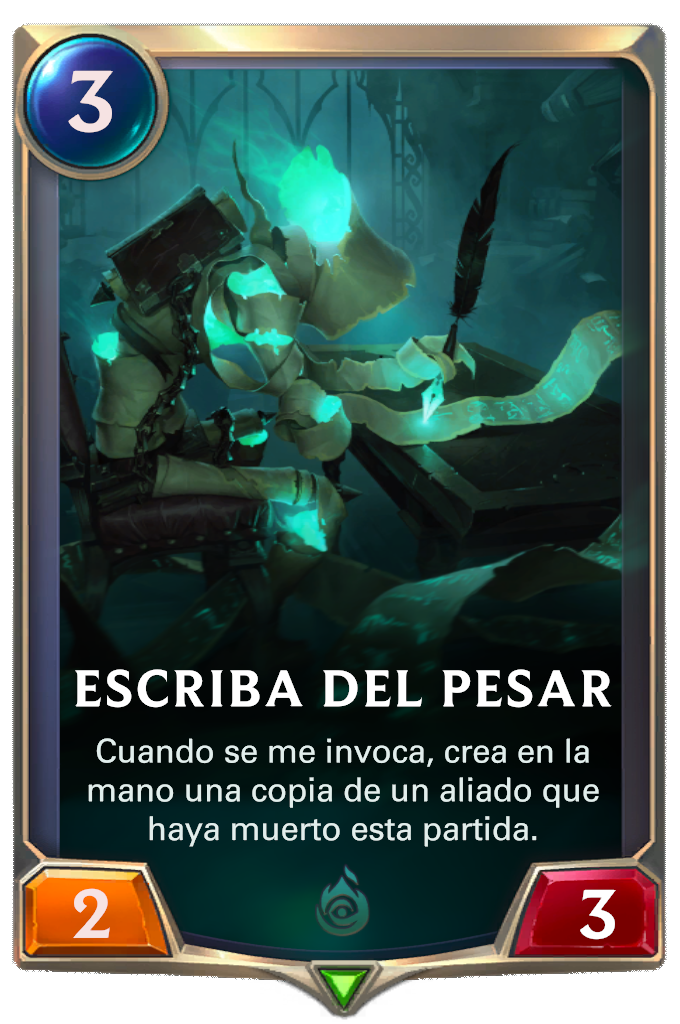 3
ESCRIBA DEL PESAR
Cuando se me invoca, crea en la
mano una copia de un aliado que
haya muerto esta partida.
2
3